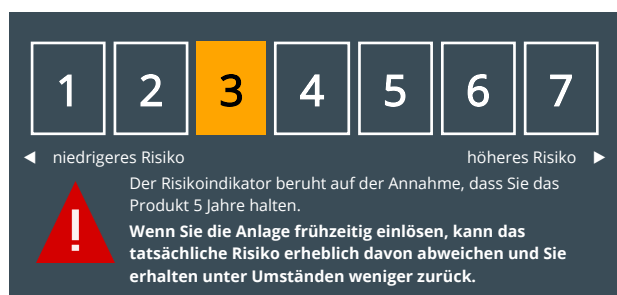 1 2 3 4 5 6 7
niedrigeres Risiko höheres Risiko
Der Risikoindikator beruht auf der Annahme, dass Sie das
Produkt 5 Jahre halten.
Wenn Sie die Anlage frühzeitig einlösen, kann das
tatsächliche Risiko erheblich davon abweichen und Sie
erhalten unter Umständen weniger zurück.
!